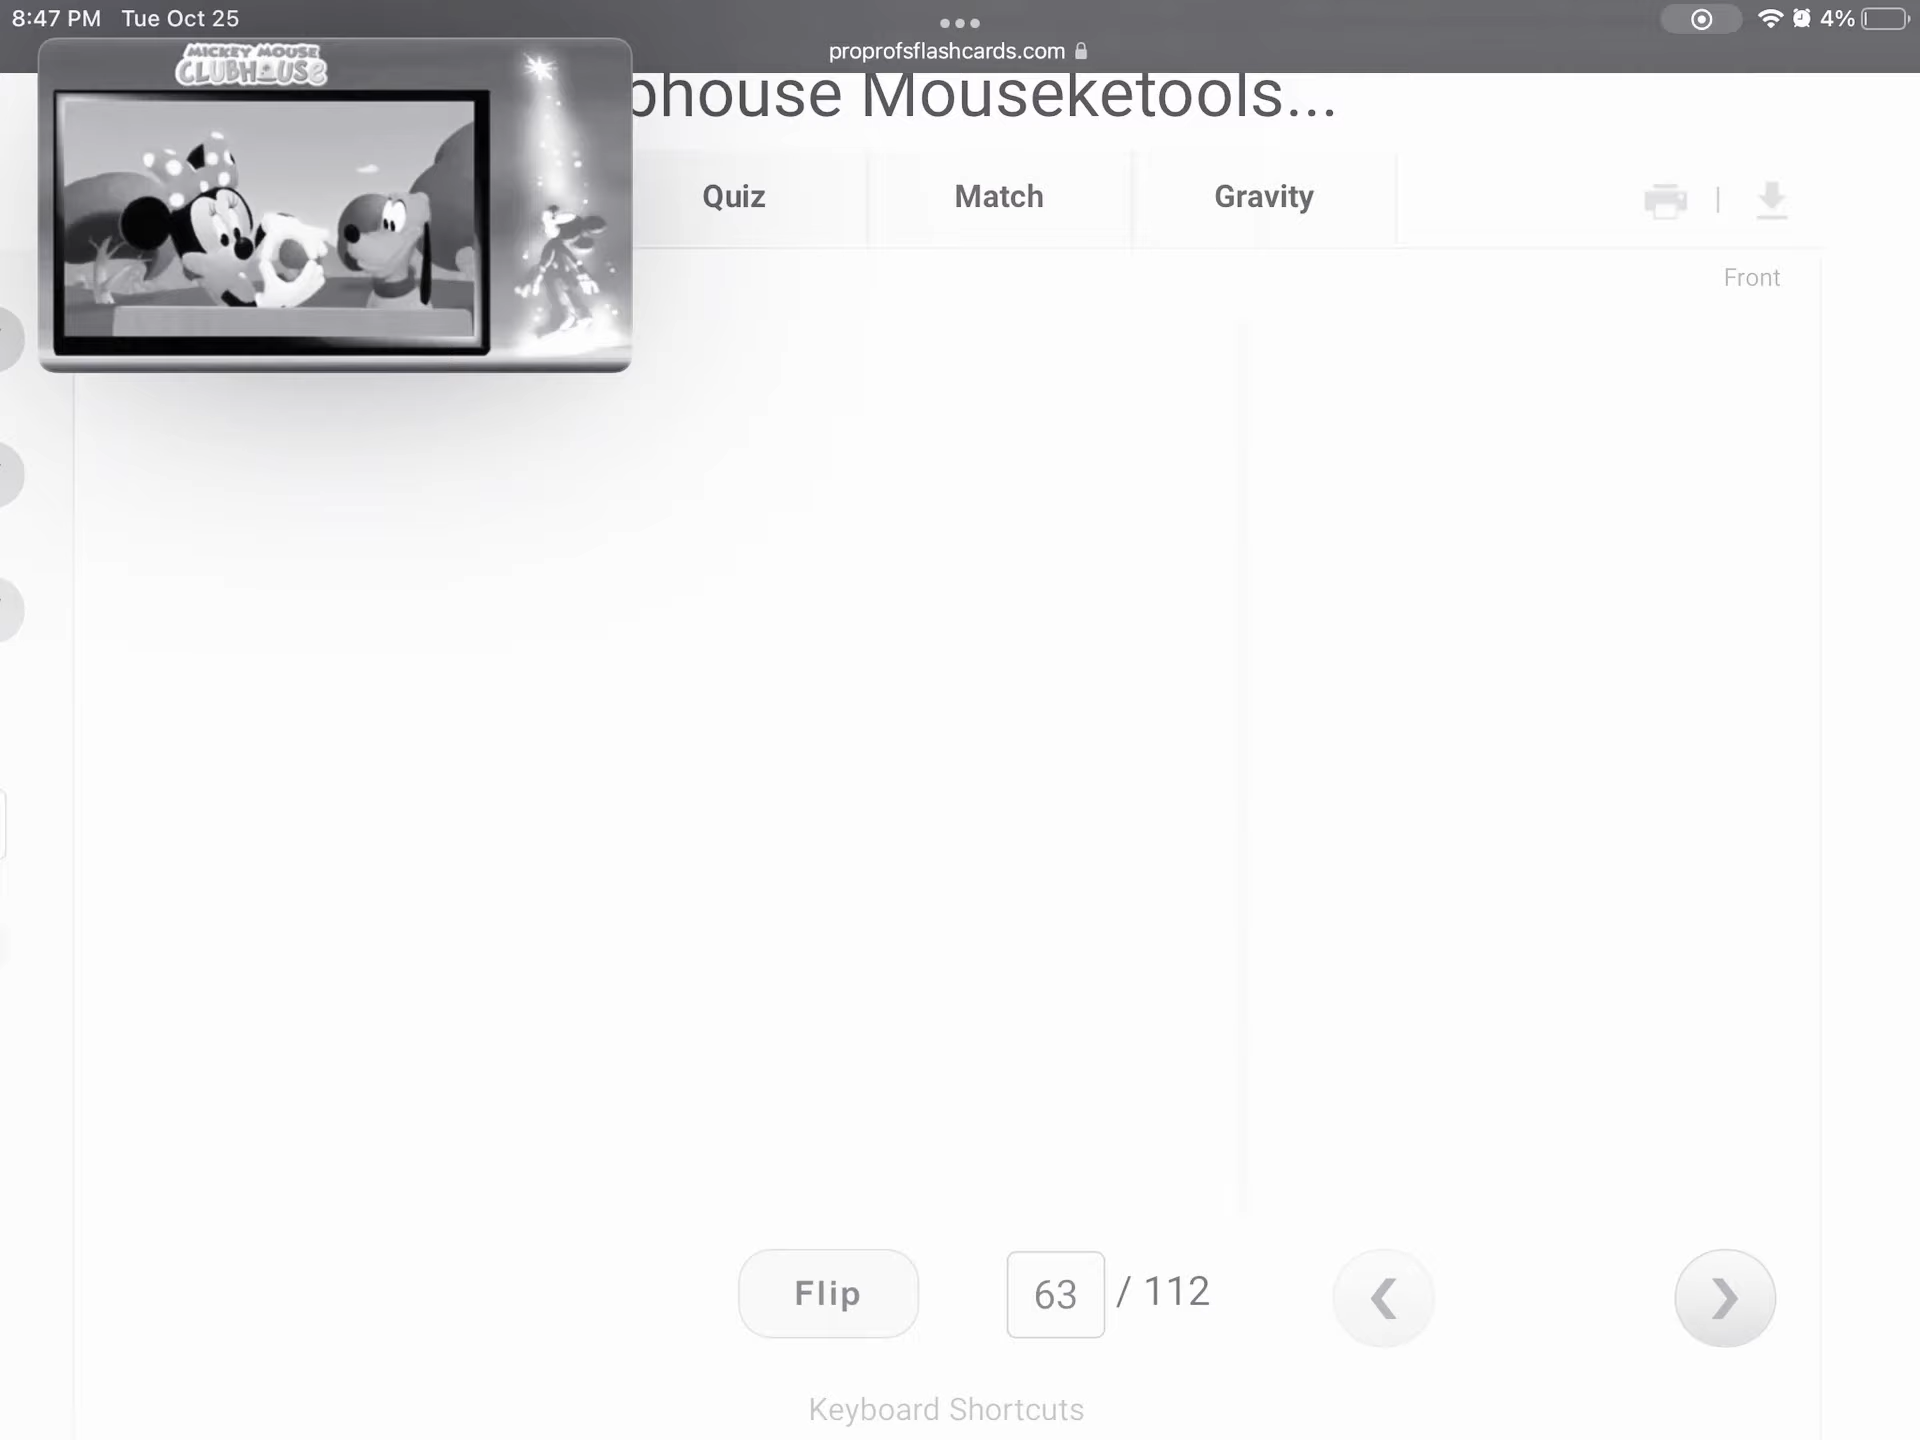 8:47 PM Tue Oct 25
4%
proprofsflashcards.com
MICKEY MOUSE
CLUBHOUSE
bhouse Mouseketools...
Quiz
Match
Gravity
Front
Flip
63 / 112
Keyboard Shortcuts